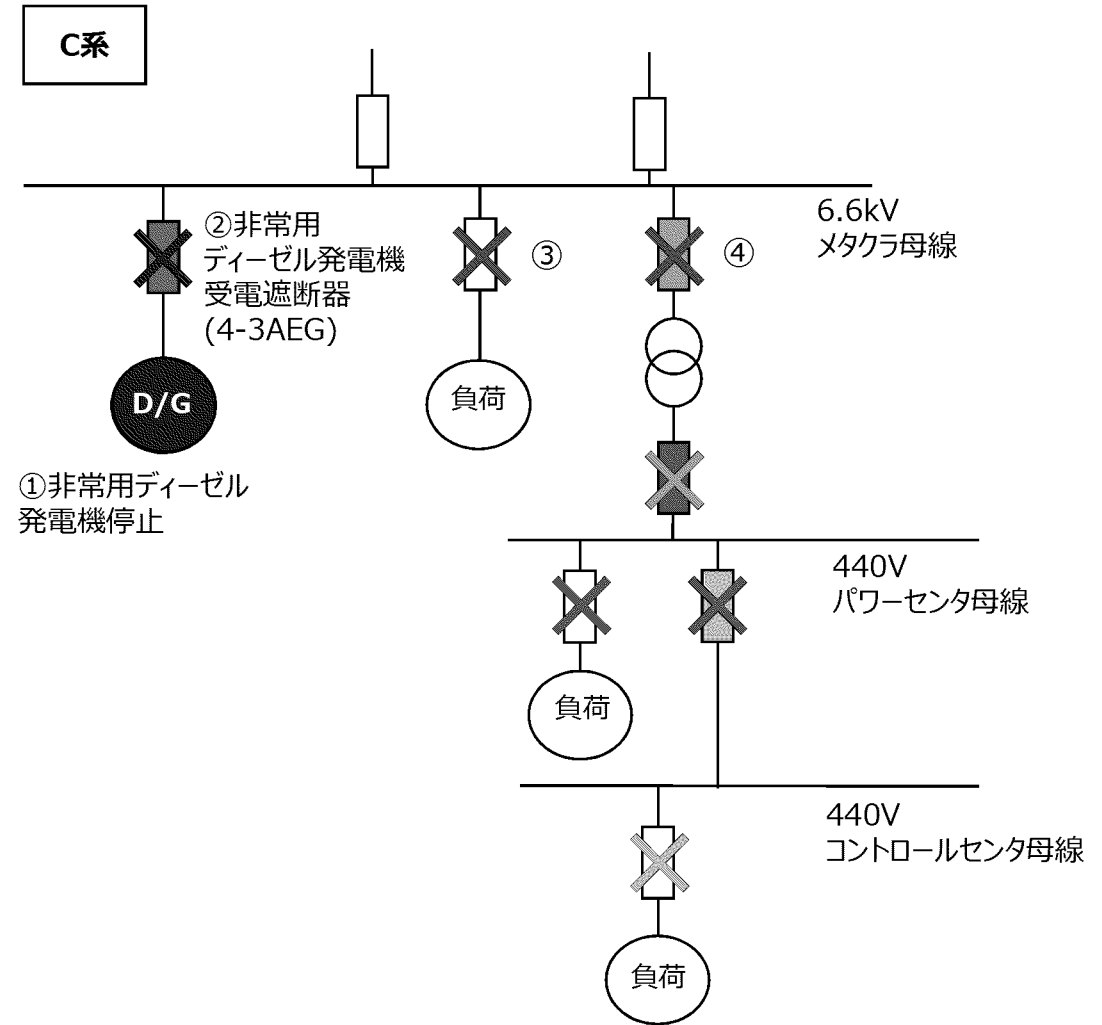 C系
6.6kV
メタクラ母線
②非常用
ディーゼル発電機
受電遮断器
(4-3AEG)
③
④
D/G
負荷
①非常用ディーゼル
発電機停止
440V
パワーセンタ母線
負荷
440V
コントロールセンタ母線
負荷